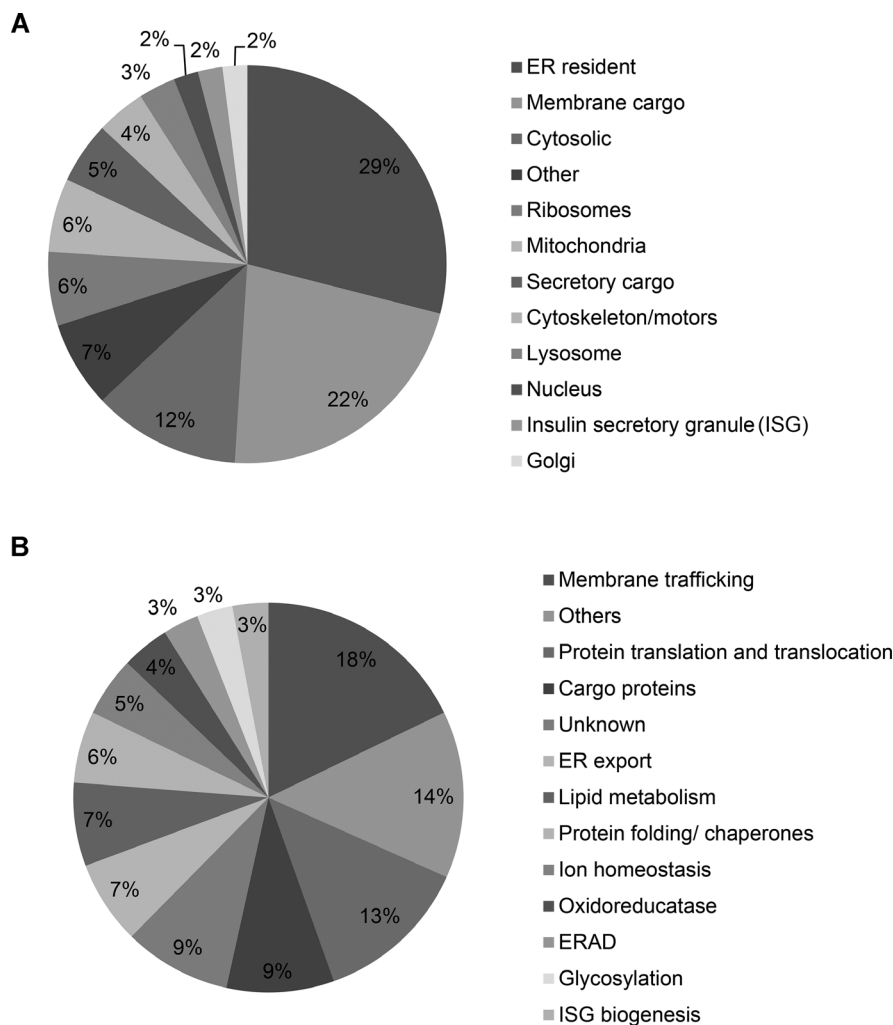 A
2%
2%
2%
3%
4%
5%
6%
6%
7%
12%
22%
29%
ER resident
Membrane cargo
Cytosolic
Other
Ribosomes
Mitochondria
Secretory cargo
Cytoskeleton/motors
Lysosome
Nucleus
Insulin secretory granule (ISG)
Golgi
B
3%
3%
3%
4%
5%
6%
7%
7%
9%
9%
13%
14%
18%
Membrane trafficking
Others
Protein translation and translocation
Cargo proteins
Unknown
ER export
Lipid metabolism
Protein folding/ chaperones
Ion homeostasis
Oxidoreducatase
ERAD
Glycosylation
ISG biogenesis